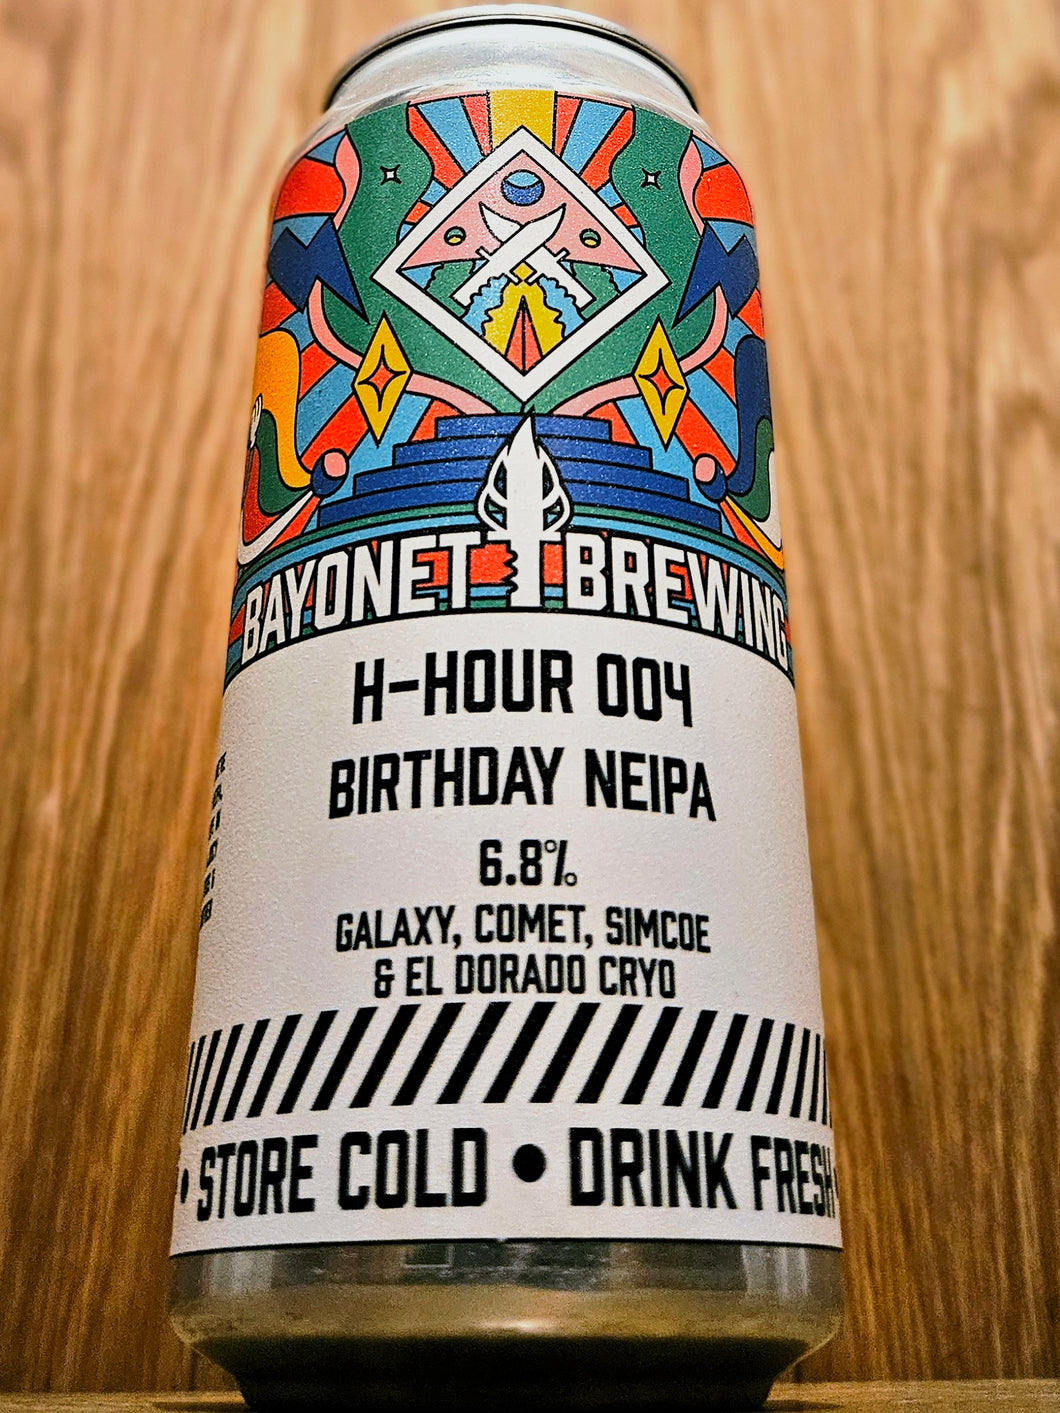 BAYONET BREWING
H-HOUR 004
BIRTHDAY NEIPA
6.8%
GALAXY, COMET, SIMCOE
& EL DORADO CRYO
• STORE COLD • DRINK FRESH